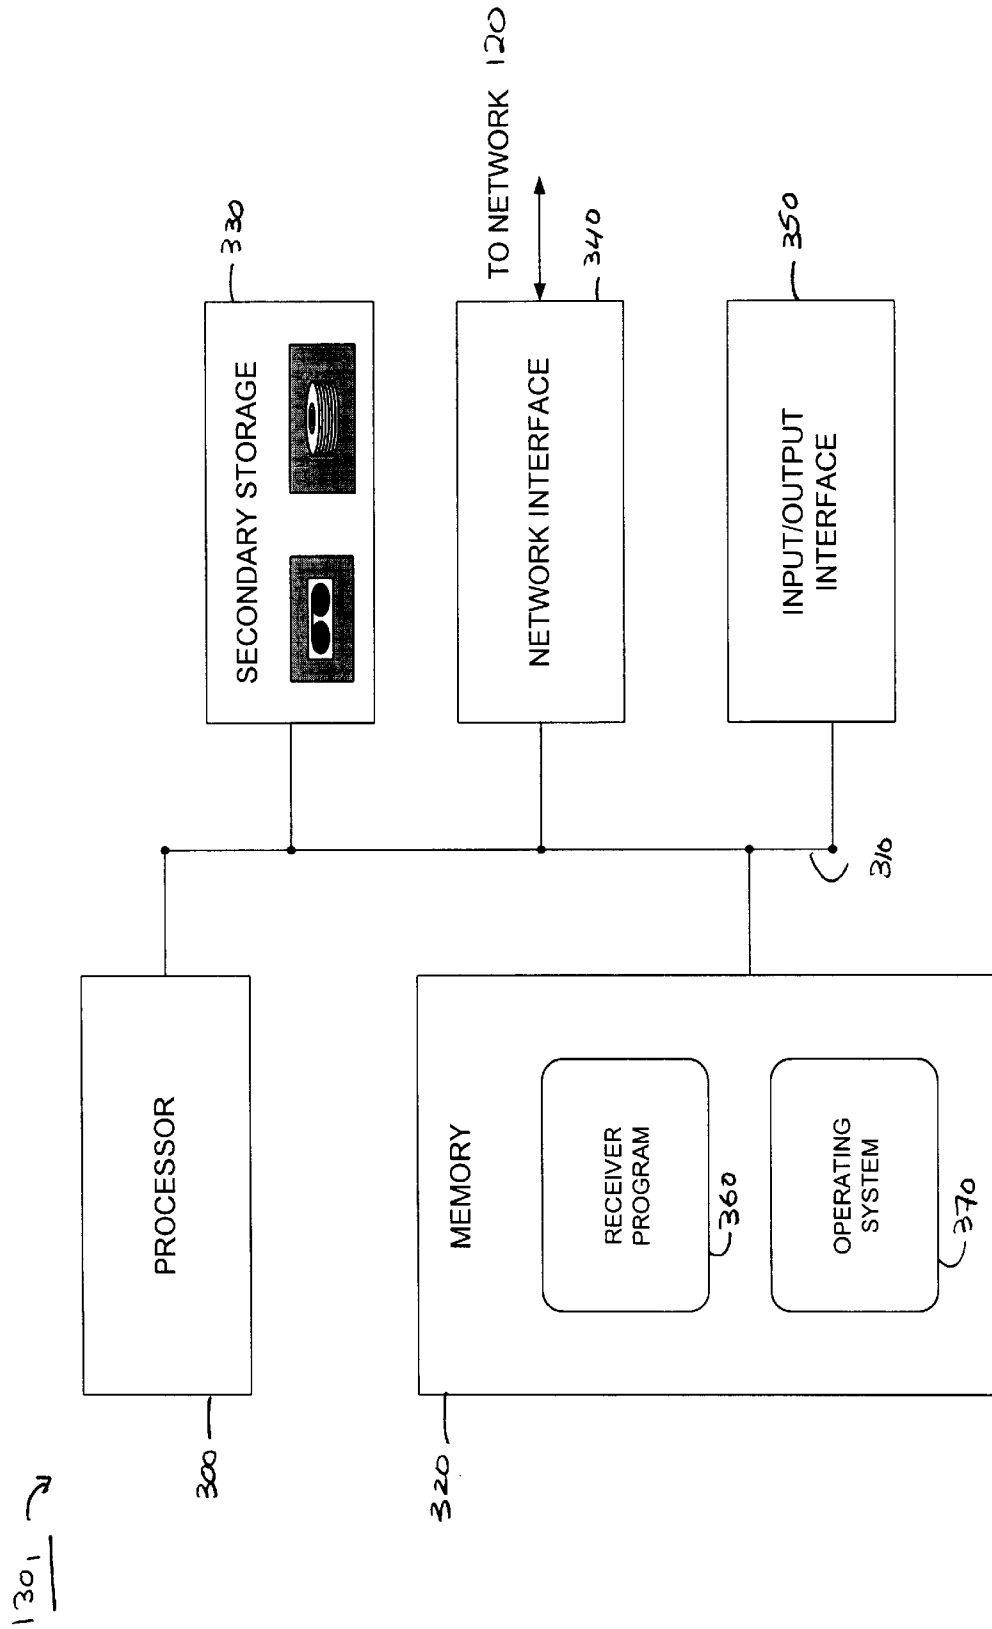 130₁
PROCESSOR
300
SECONDARY STORAGE
330
MEMORY
320
RECEIVER
PROGRAM
360
OPERATING
SYSTEM
370
TO NETWORK 120
NETWORK INTERFACE
340
INPUT/OUTPUT
INTERFACE
350
310